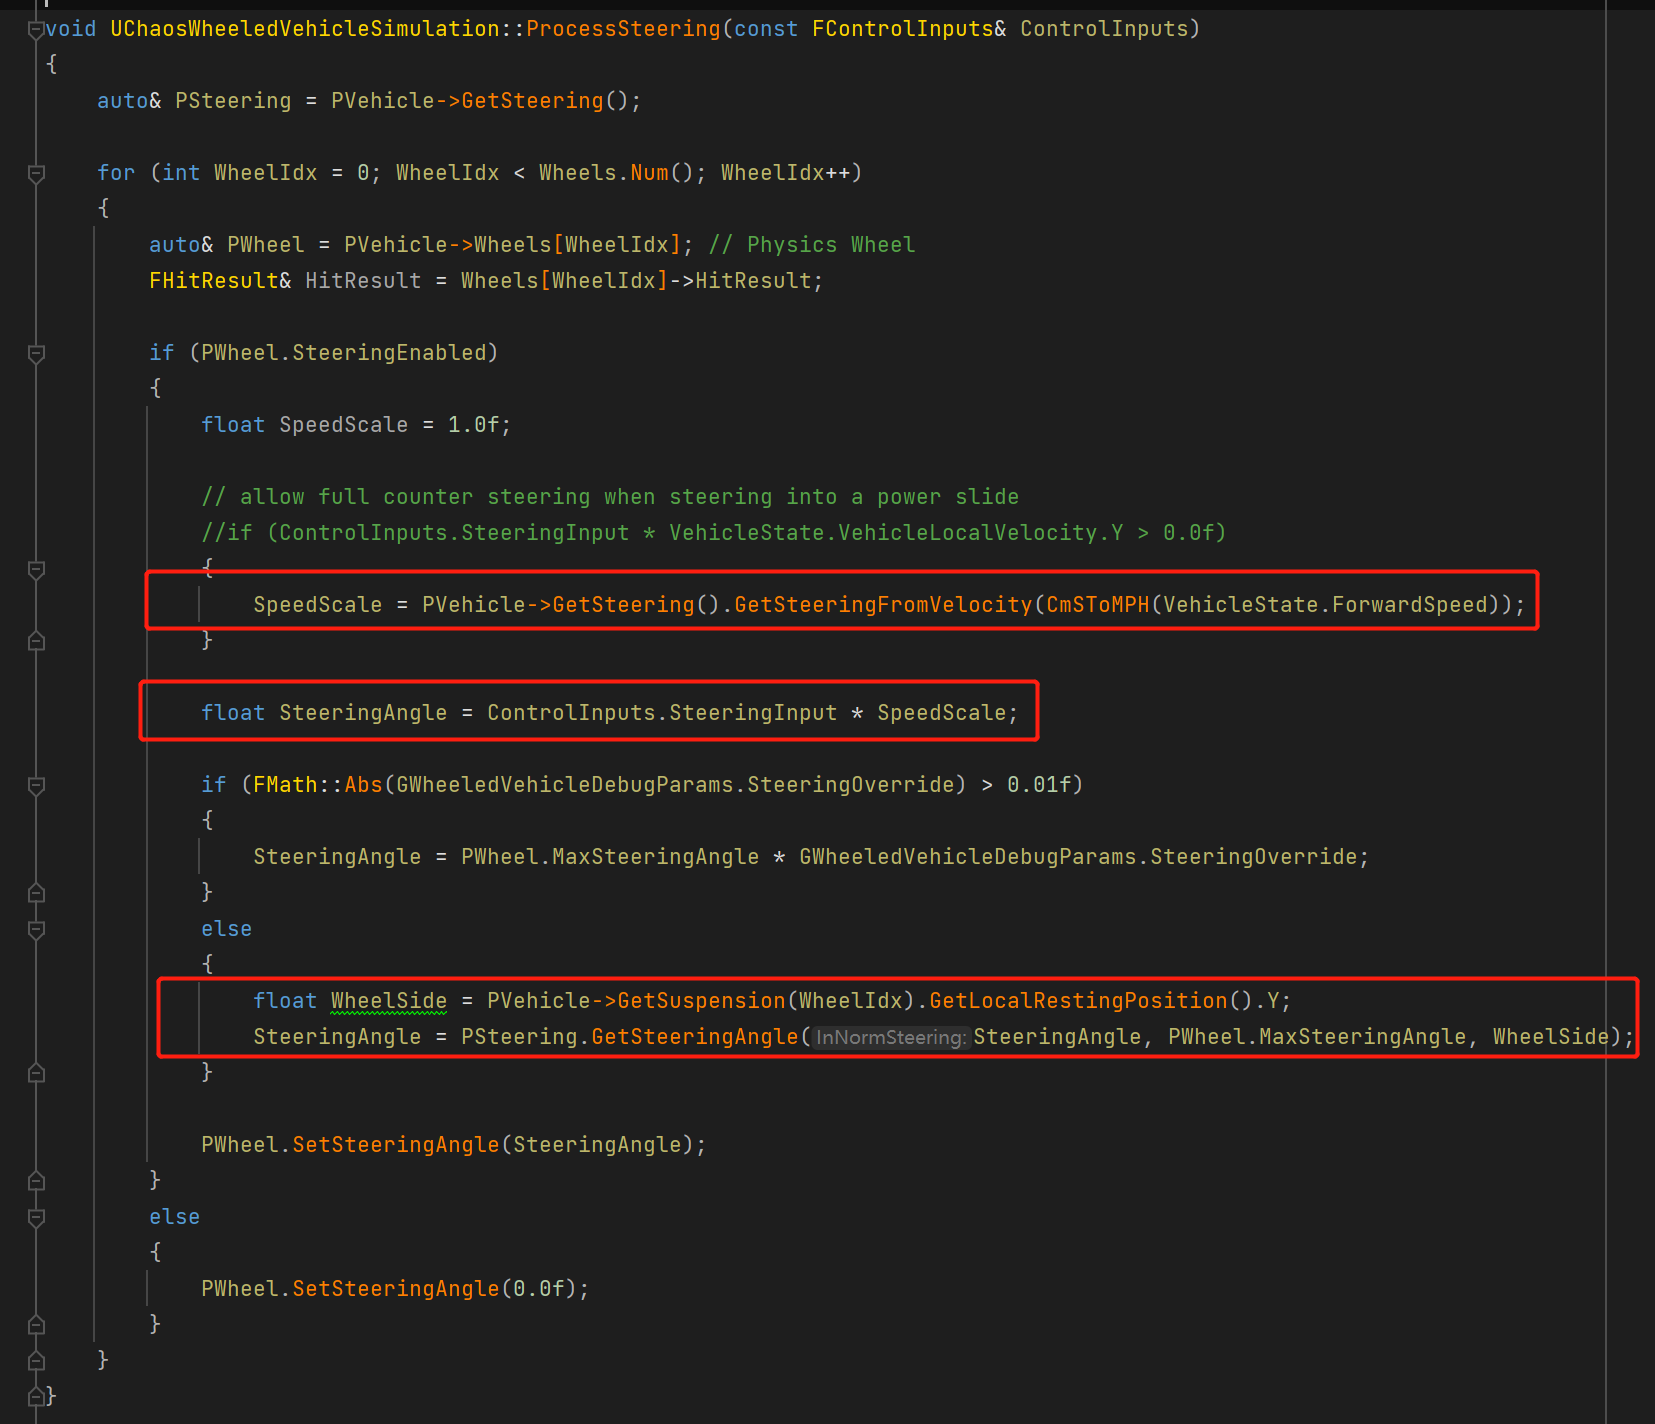 void UChaosWheeledVehicleSimulation::ProcessSteering(const FControlInputs& ControlInputs)
{
    auto& PSteering = PVehicle->GetSteering();

    for (int WheelIdx = 0; WheelIdx < Wheels.Num(); WheelIdx++)
    {
        auto& PWheel = PVehicle->Wheels[WheelIdx]; // Physics Wheel
        FHitResult& HitResult = Wheels[WheelIdx]->HitResult;

        if (PWheel.SteeringEnabled)
        {
            float SpeedScale = 1.0f;

            // allow full counter steering when steering into a power slide
            //if (ControlInputs.SteeringInput * VehicleState.VehicleLocalVelocity.Y > 0.0f)
            {
                SpeedScale = PVehicle->GetSteering().GetSteeringFromVelocity(CmSToMPH(VehicleState.ForwardSpeed));
            }

            float SteeringAngle = ControlInputs.SteeringInput * SpeedScale;

            if (FMath::Abs(GWheeledVehicleDebugParams.SteeringOverride) > 0.01f)
            {
                SteeringAngle = PWheel.MaxSteeringAngle * GWheeledVehicleDebugParams.SteeringOverride;
            }
            else
            {
                float WheelSide = PVehicle->GetSuspension(WheelIdx).GetLocalRestingPosition().Y;
                SteeringAngle = PSteering.GetSteeringAngle(InNormSteering: SteeringAngle, PWheel.MaxSteeringAngle, WheelSide);
            }

            PWheel.SetSteeringAngle(SteeringAngle);
        }
        else
        {
            PWheel.SetSteeringAngle(0.0f);
        }
    }
}